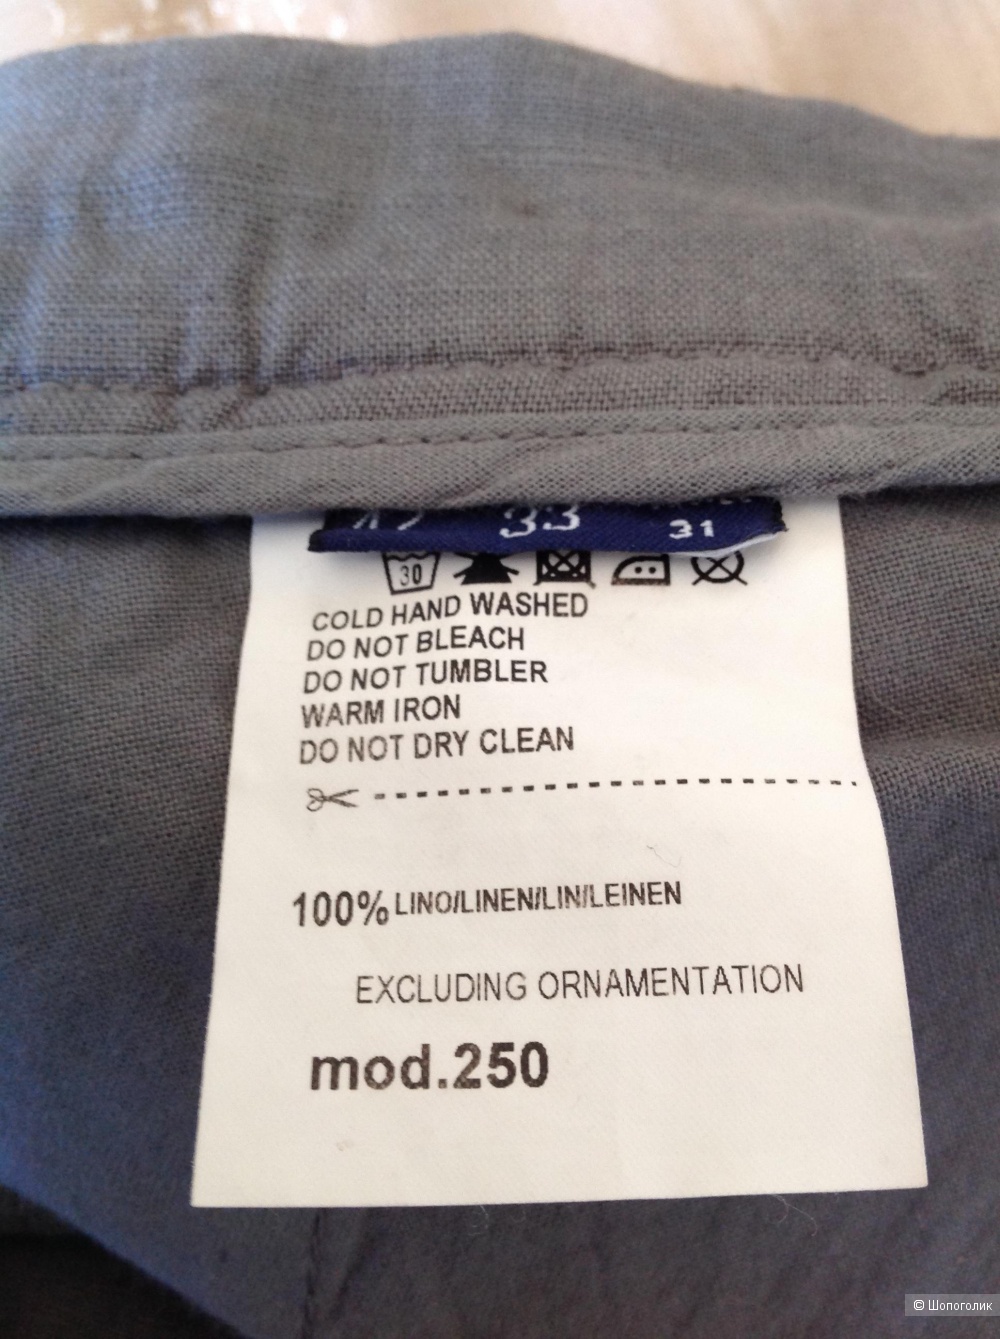 33
31
30
COLD HAND WASHED
DO NOT BLEACH
DO NOT TUMBLER
WARM IRON
DO NOT DRY CLEAN
100% LINO/LINEN/LIN/LEINEN
EXCLUDING ORNAMENTATION
mod.250
© Шопоголик